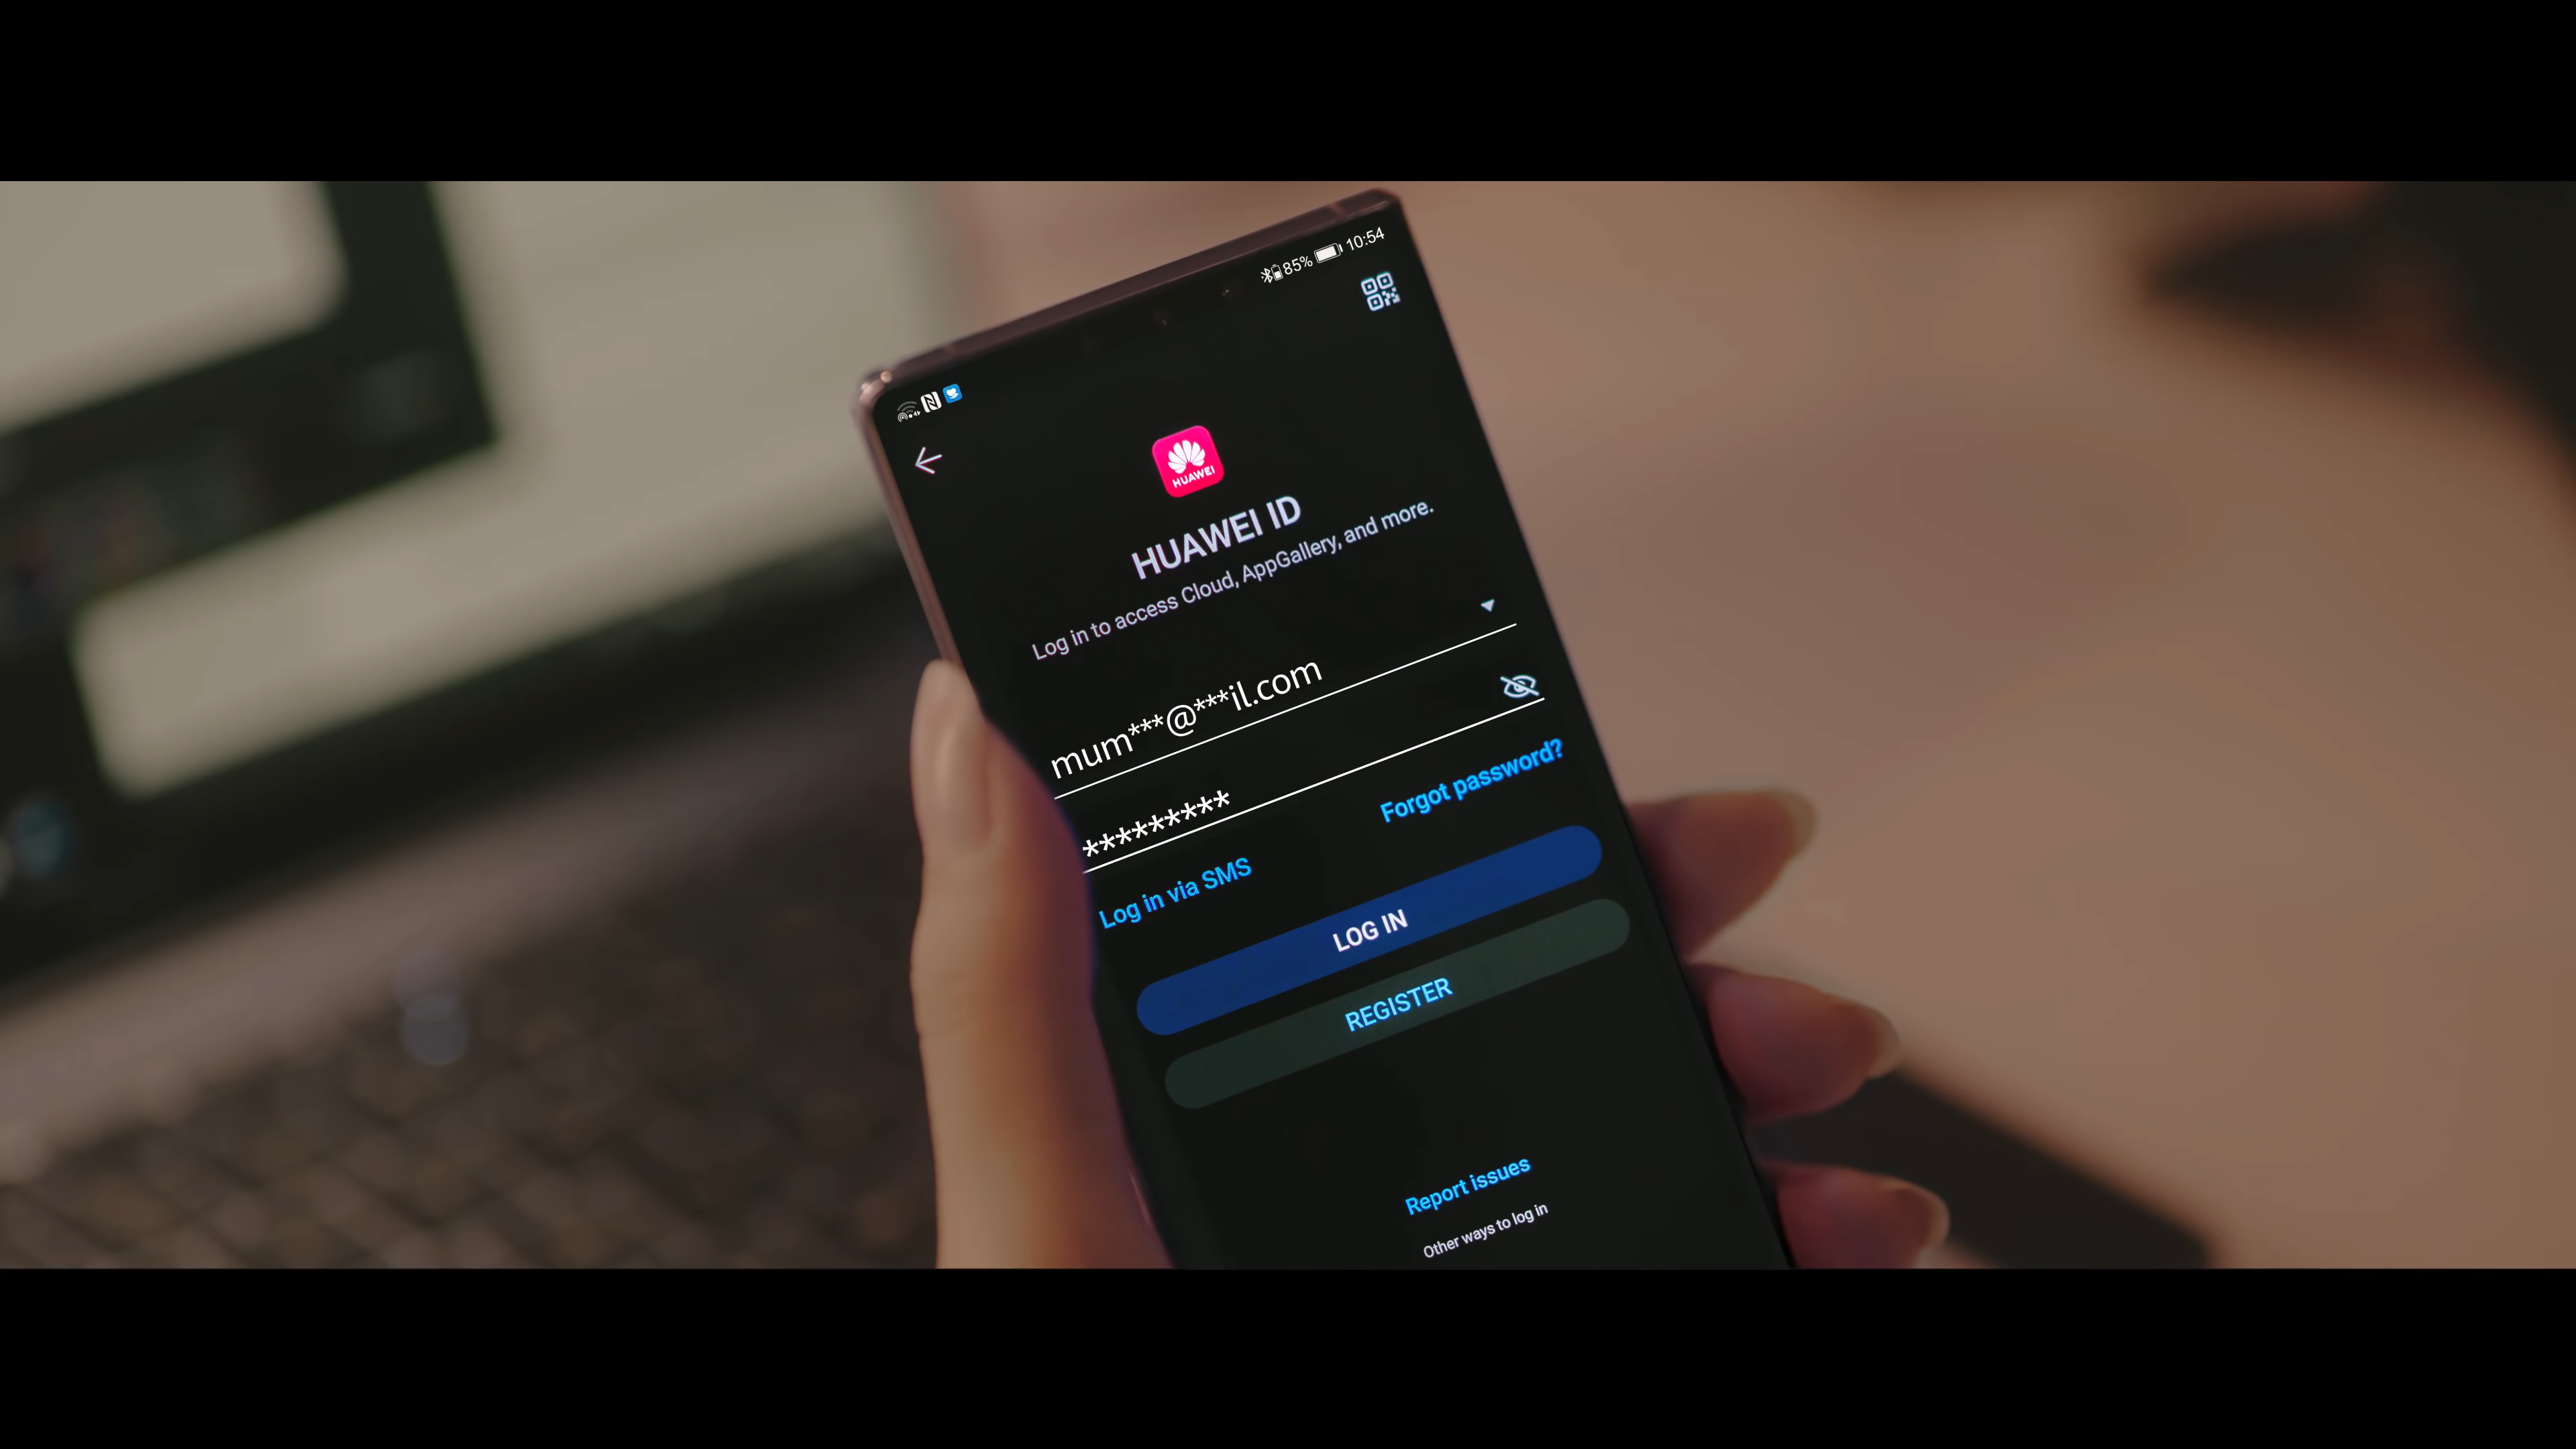 85% 10:54
HUAWEI
HUAWEI ID
Log in to access Cloud, AppGallery, and more.
mum***@***il.com
*********
Forgot password?
Log in via SMS
LOG IN
REGISTER
Report issues
Other ways to log in